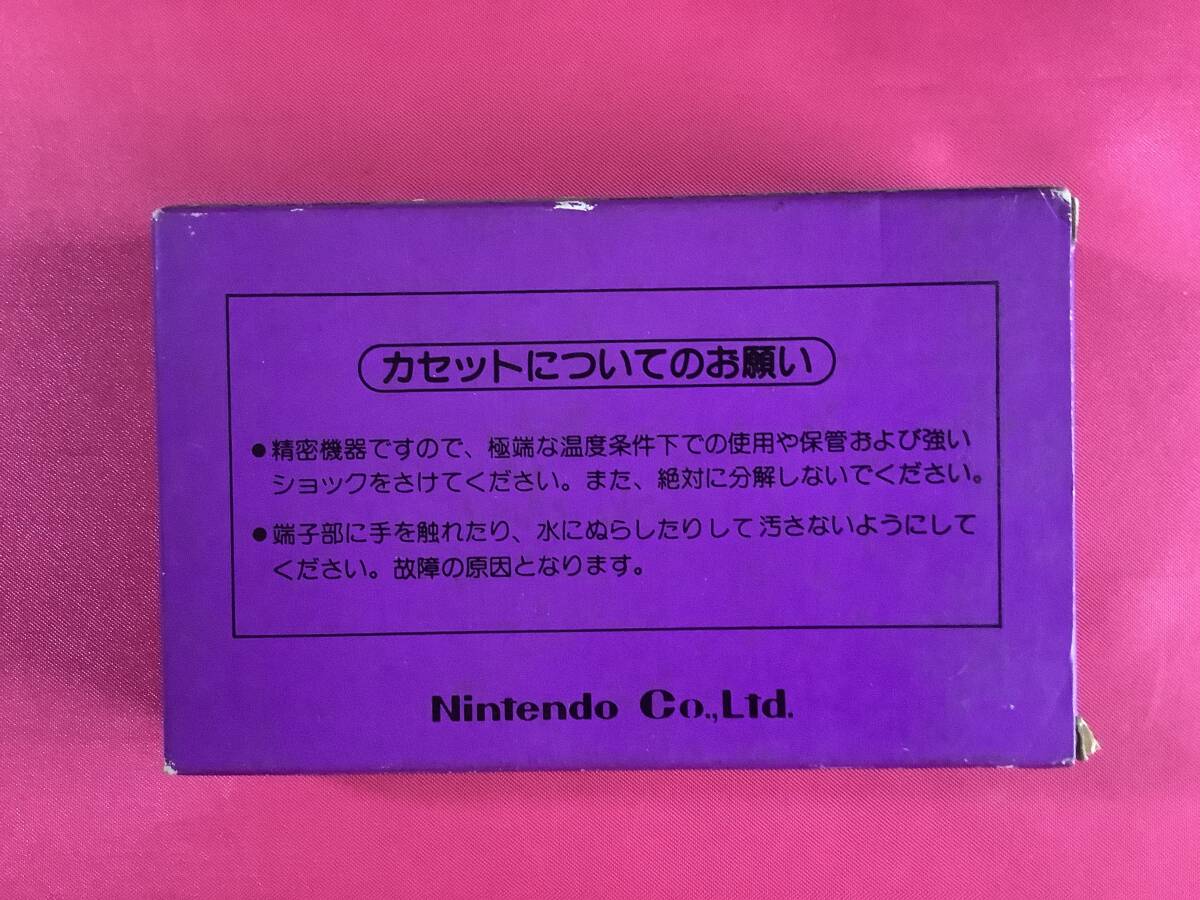 カセットについてのお願い
●精密機器ですので、極端な温度条件下での使用や保管および強い
ショックをさけてください。また、絶対に分解しないでください。
●端子部に手を触れたり、水にぬらしたりして汚さないようにして
ください。故障の原因となります。
Nintendo Co.,Ltd.